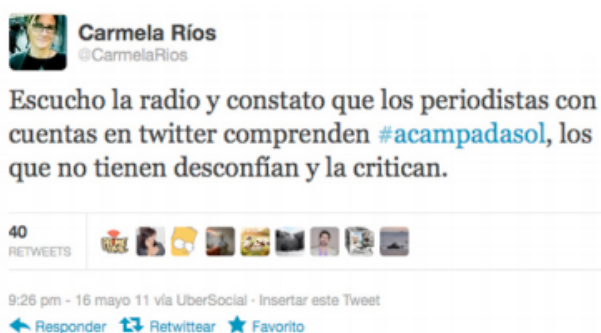 Carmela Ríos
@CarmelaRios
Escucho la radio y constato que los periodistas con
cuentas en twitter comprenden #acampadasol, los
que no tienen desconfían y la critican.
40
RETWEETS
9:26 pm - 16 mayo 11 vía UberSocial · Insertar este Tweet
Responder Retwittear Favorito